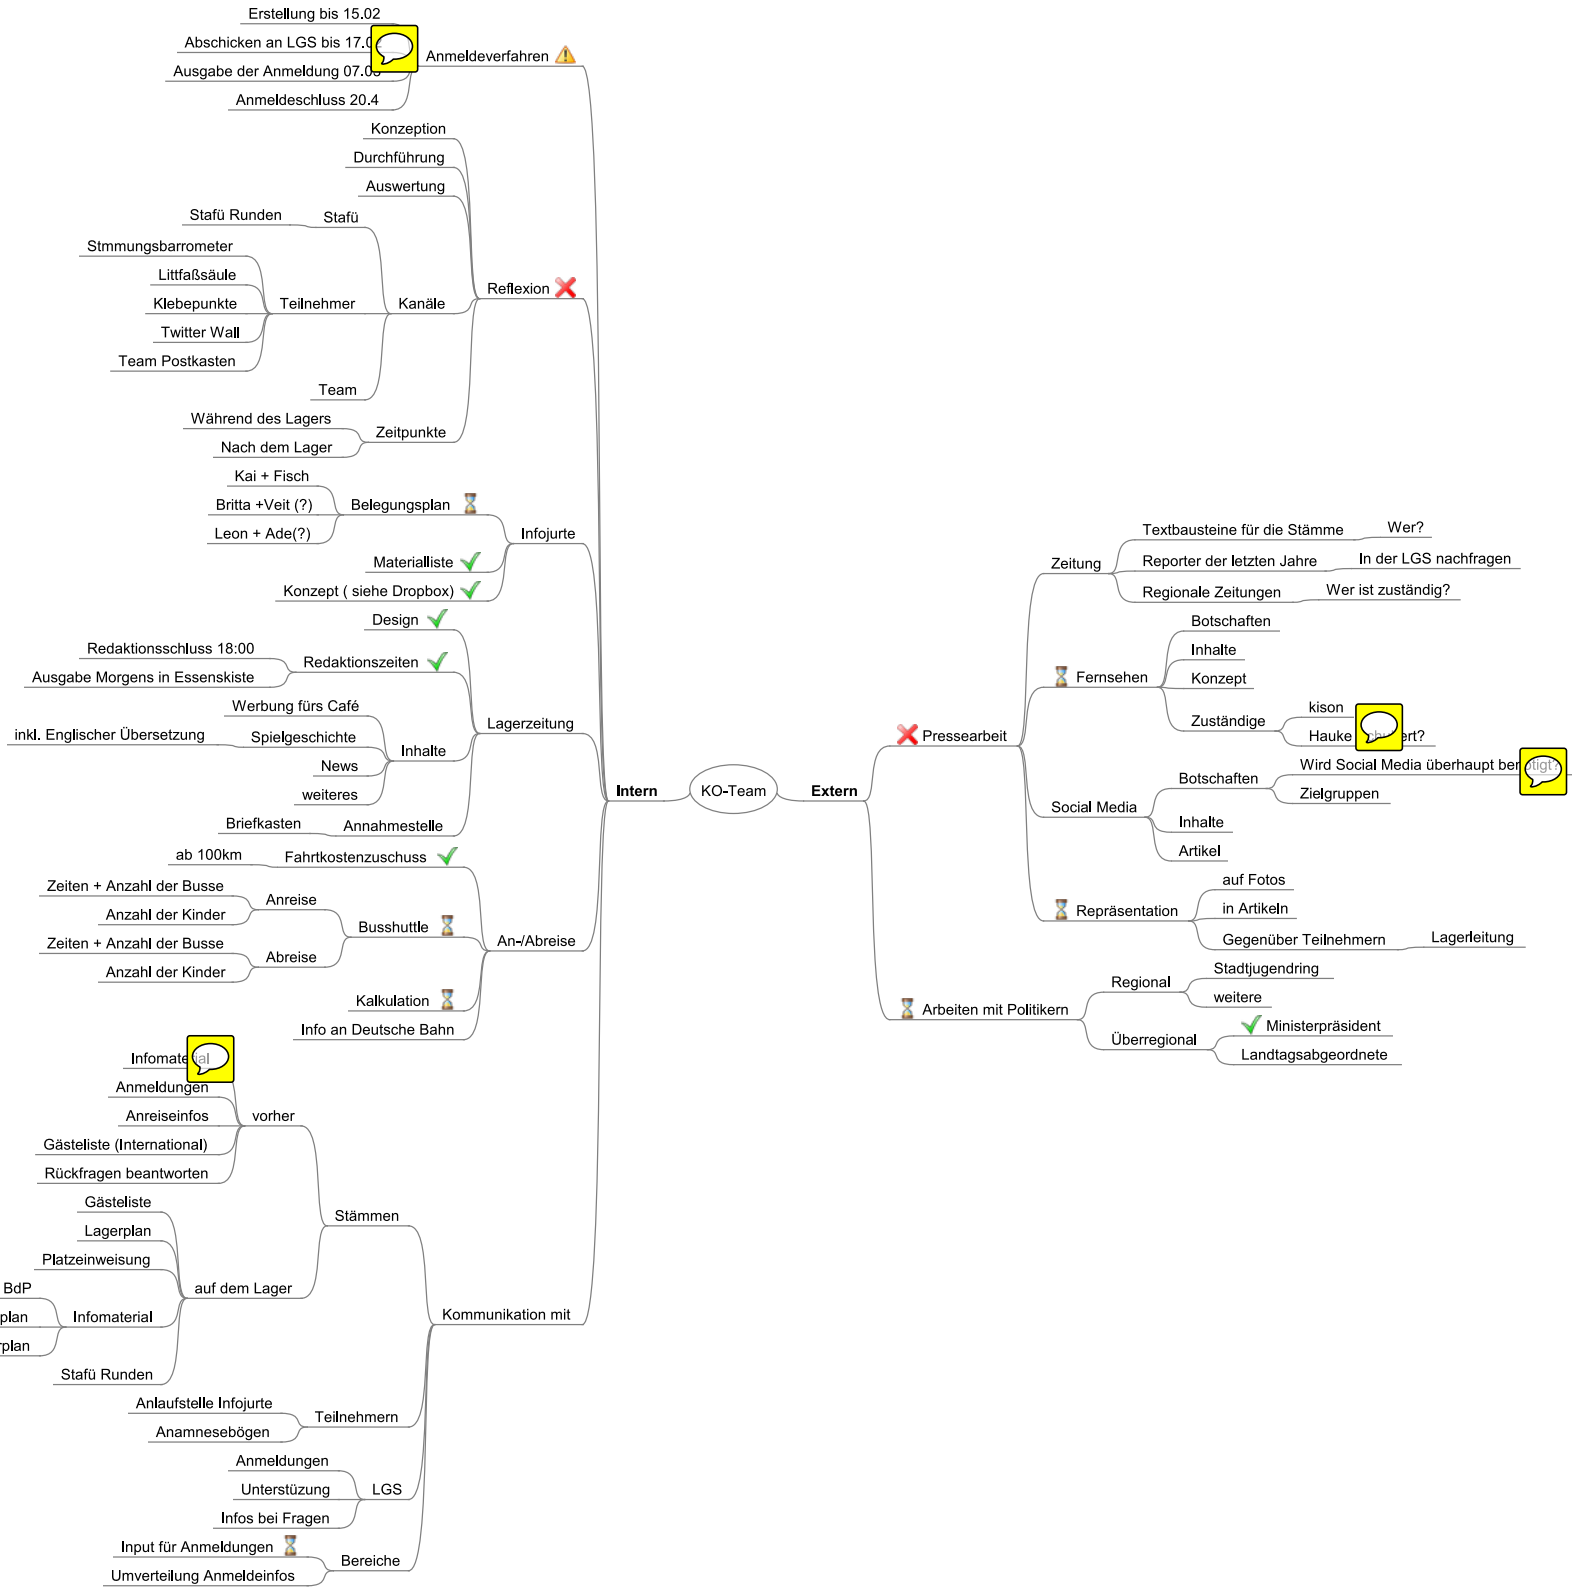 Erstellung bis 15.02
Abschicken an LGS bis
Ausgabe der Anmeldung
Anmeldeschluss 20.4
Anmeldeverfahren
Konzeption
Durchführung
Auswertung
Stafü Runden
Stafü
Stmmungsbarrometer
Littfaßsäule
Klebepunkte
Twitter Wall
Team Postkasten
Teilnehmer
Kanäle
Team
Reflexion
Während des Lagers
Nach dem Lager
Zeitpunkte
Kai + Fisch
Britta +Veit (?)
Leon + Ade(?)
Belegungsplan
Materialliste
Konzept ( siehe Dropbox)
Infojurte
Design
Redaktionsschluss 18:00
Ausgabe Morgens in Essenskiste
Redaktionszeiten
Werbung fürs Café
inkl. Englischer Übersetzung
Spielgeschichte
News
weiteres
Inhalte
Briefkasten
Annahmestelle
Lagerzeitung
ab 100km
Fahrtkostenzuschuss
Zeiten + Anzahl der Busse
Anzahl der Kinder
Anreise
Zeiten + Anzahl der Busse
Anzahl der Kinder
Abreise
Busshuttle
Kalkulation
Info an Deutsche Bahn
An-/Abreise
Infomaterial
Anmeldungen
Anreiseinfos
Gästeliste (International)
Rückfragen beantworten
vorher
Gästeliste
Lagerplan
Platzeinweisung
BdP
plan
plan
Infomaterial
Stafü Runden
auf dem Lager
Stämmen
Anlaufstelle Infojurte
Anamnesebögen
Teilnehmern
Anmeldungen
Unterstüzung
Infos bei Fragen
LGS
Input für Anmeldungen
Umverteilung Anmeldeinfos
Bereiche
Kommunikation mit
Intern
KO-Team
Extern
Pressearbeit
Zeitung
Textbausteine für die Stämme
Wer?
Reporter der letzten Jahre
In der LGS nachfragen
Regionale Zeitungen
Wer ist zuständig?
Fernsehen
Botschaften
Inhalte
Konzept
Zuständige
kison
Hauke
Social Media
Botschaften
Wird Social Media überhaupt benötigt?
Zielgruppen
Inhalte
Artikel
Repräsentation
auf Fotos
in Artikeln
Gegenüber Teilnehmern
Lagerleitung
Arbeiten mit Politikern
Regional
Stadtjugendring
weitere
Überregional
Ministerpräsident
Landtagsabgeordnete